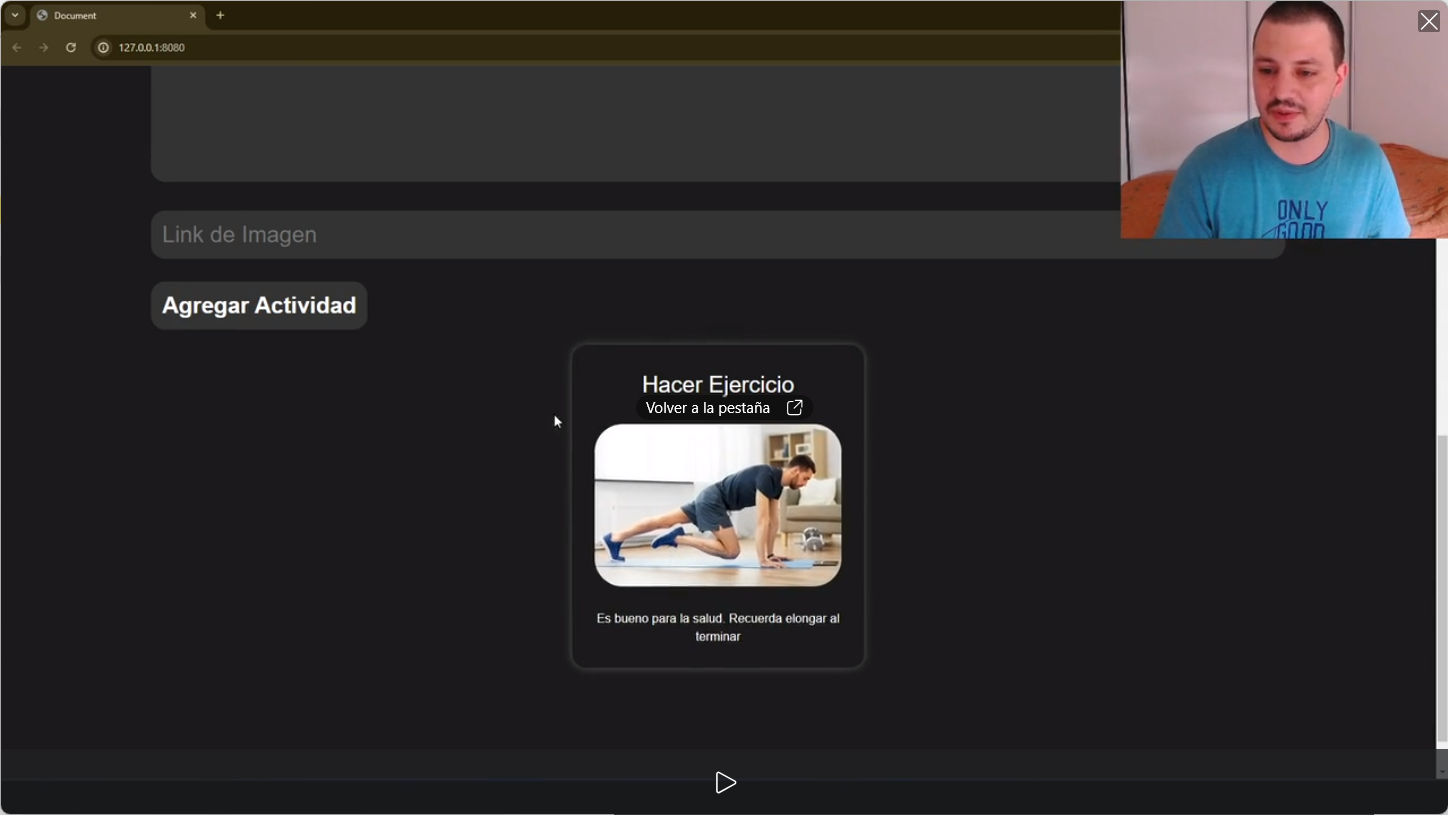 Document
127.0.0.1:8080
ONLY
GOOD
Link de Imagen
Agregar Actividad
Hacer Ejercicio
Volver a la pestaña
Es bueno para la salud. Recuerda elongar al
terminar